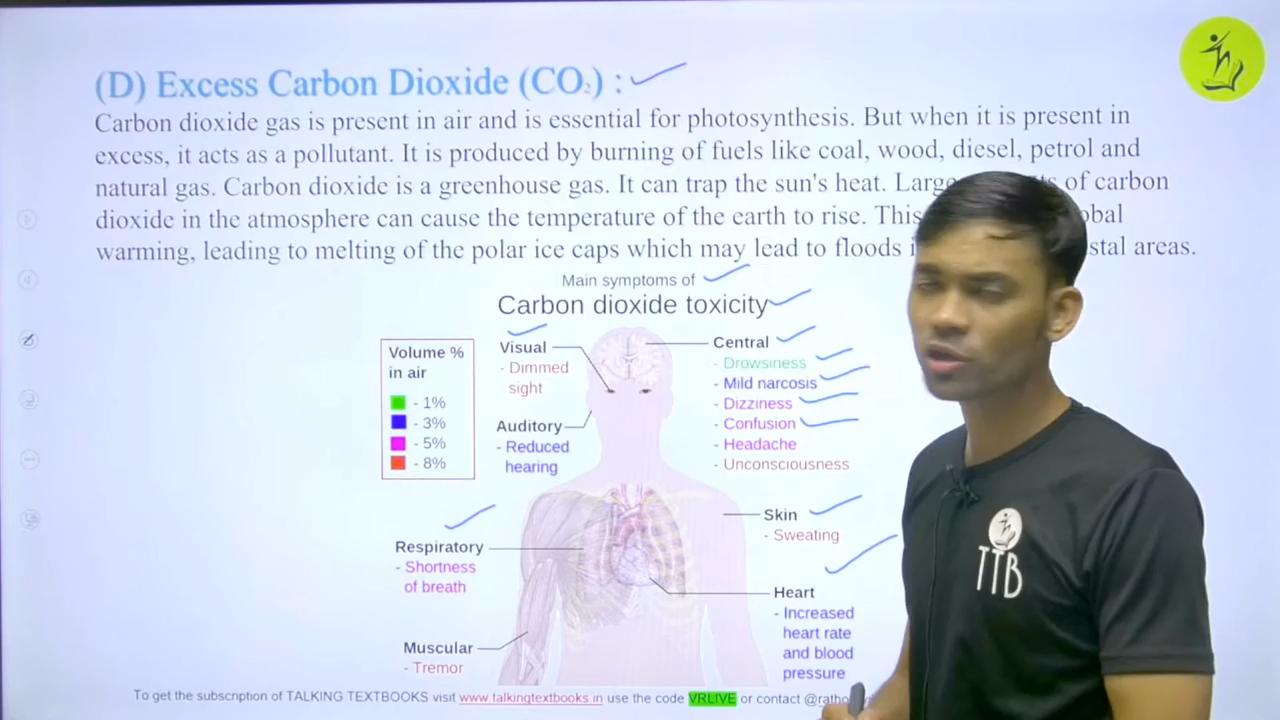 (D) Excess Carbon Dioxide (CO₂) :
Carbon dioxide gas is present in air and is essential for photosynthesis. But when it is present in
excess, it acts as a pollutant. It is produced by burning of fuels like coal, wood, diesel, petrol and
natural gas. Carbon dioxide is a greenhouse gas. It can trap the sun's heat. of carbon
dioxide in the atmosphere can cause the temperature of the earth to rise. This
warming, leading to melting of the polar ice caps which may lead to floods areas.
Main symptoms of
Carbon dioxide toxicity
Volume %
in air
- 1%
- 3%
- 5%
- 8%
Visual
- Dimmed
sight
Auditory
- Reduced
hearing
Respiratory
- Shortness
of breath
Muscular
- Tremor
Central
- Drowsiness
- Mild narcosis
- Dizziness
- Confusion
- Headache
- Unconsciousness
Skin
- Sweating
Heart
- Increased
heart rate
and blood
pressure
TTB
To get the subscription of TALKING TEXTBOOKS visit www.talkingtextbooks.in use the code VRLIVE or contact